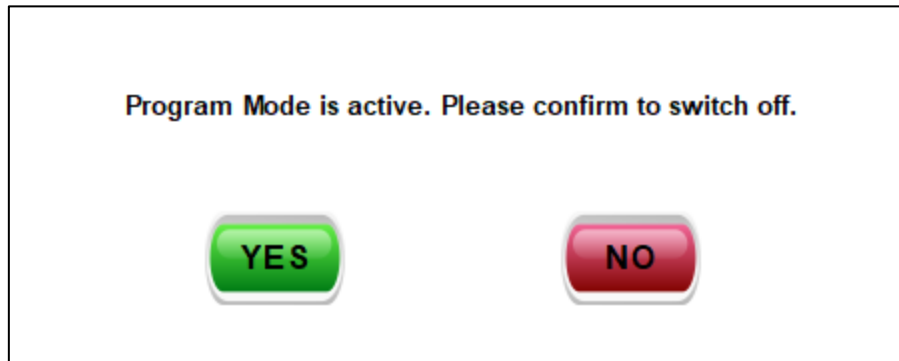 Program Mode is active. Please confirm to switch off.
YES NO